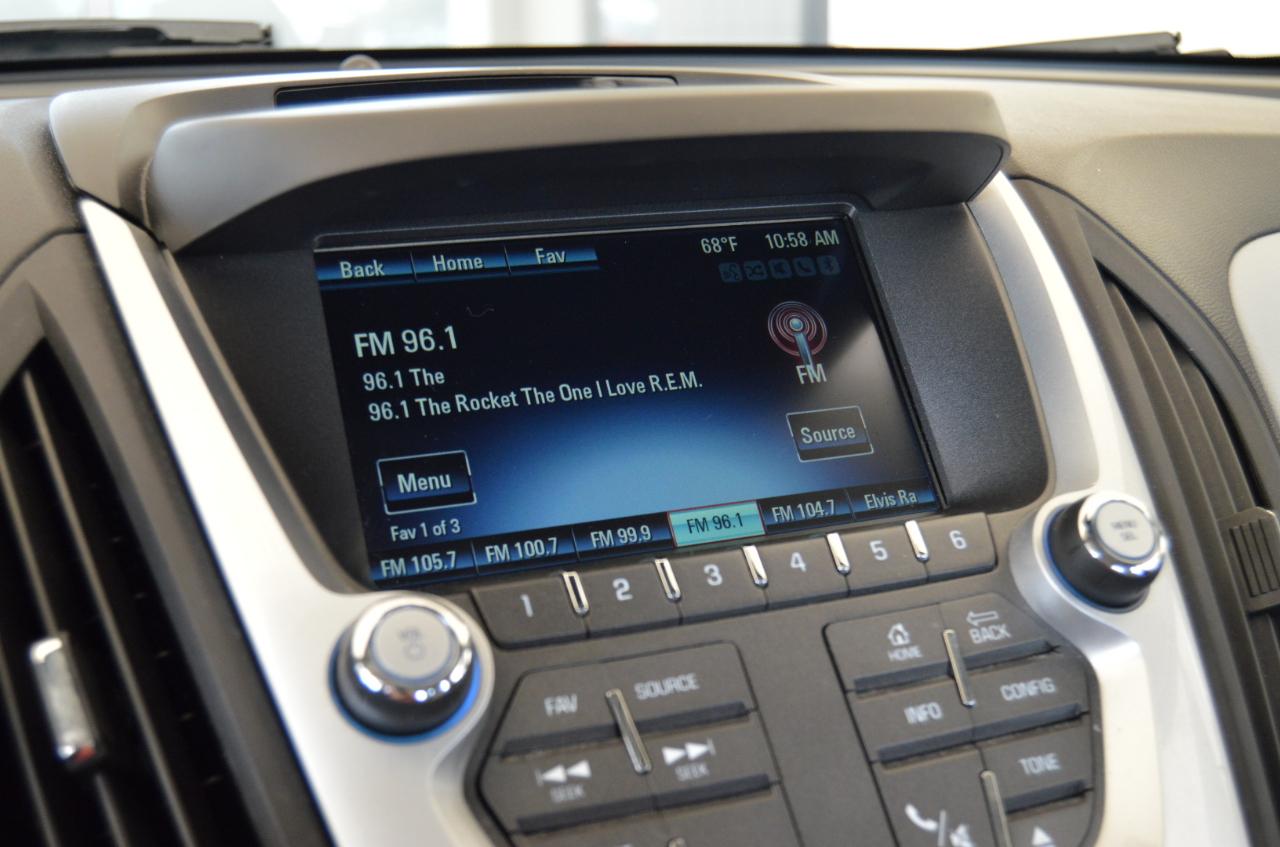 Back Home Fav 68°F 10:58 AM
FM 96.1
96.1 The
96.1 The Rocket The One I Love R.E.M.
FM
Source
Menu
Fav 1 of 3
FM 105.7 FM 100.7 FM 99.9 FM 96.1 FM 104.7 Elvis Ra
1 2 3 4 5 6
MENU
SEL
HOME BACK
FAV SOURCE
INFO CONFIG
SEEK SEEK
TONE